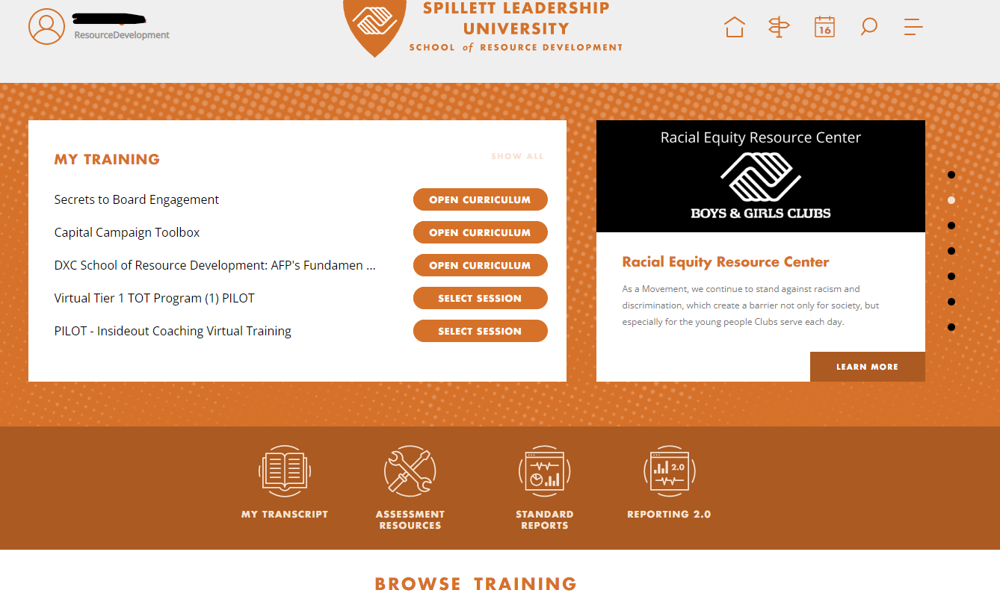 ResourceDevelopment
SPILLETT LEADERSHIP
UNIVERSITY
SCHOOL of RESOURCE DEVELOPMENT
16
MY TRAINING
SHOW ALL
Secrets to Board Engagement
OPEN CURRICULUM
Capital Campaign Toolbox
OPEN CURRICULUM
DXC School of Resource Development: AFP's Fundamen ...
OPEN CURRICULUM
Virtual Tier 1 TOT Program (1) PILOT
SELECT SESSION
PILOT - Insideout Coaching Virtual Training
SELECT SESSION
Racial Equity Resource Center
BOYS & GIRLS CLUBS
Racial Equity Resource Center
As a Movement, we continue to stand against racism and
discrimination, which create a barrier not only for society, but
especially for the young people Clubs serve each day.
LEARN MORE
2.0
MY TRANSCRIPT
ASSESSMENT
RESOURCES
STANDARD
REPORTS
REPORTING 2.0
BROWSE TRAINING